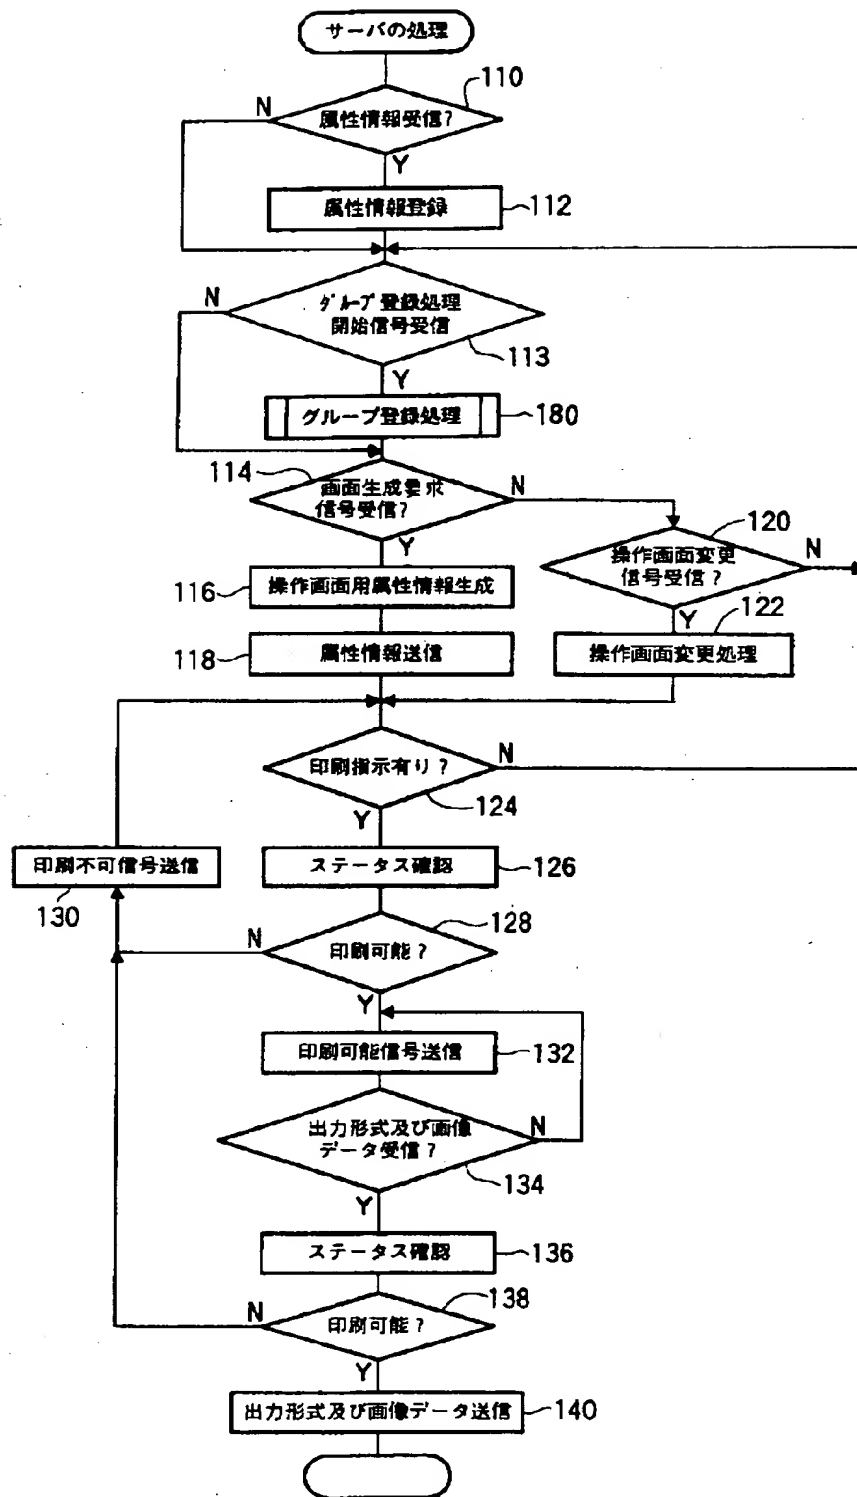 サーバの処理
110
N
属性情報受信?
Y
属性情報登録
112
N
グループ登録処理
開始信号受信
113
Y
グループ登録処理
180
114
画面生成要求
信号受信?
N
Y
120
操作画面変更
信号受信?
N
Y
116
操作画面用属性情報生成
122
118
属性情報送信
操作画面変更処理
印刷指示有り?
N
124
Y
印刷不可信号送信
130
ステータス確認
126
128
N
印刷可能?
Y
印刷可能信号送信
132
出力形式及び画像
データ受信?
N
134
Y
ステータス確認
136
138
N
印刷可能?
Y
出力形式及び画像データ送信
140